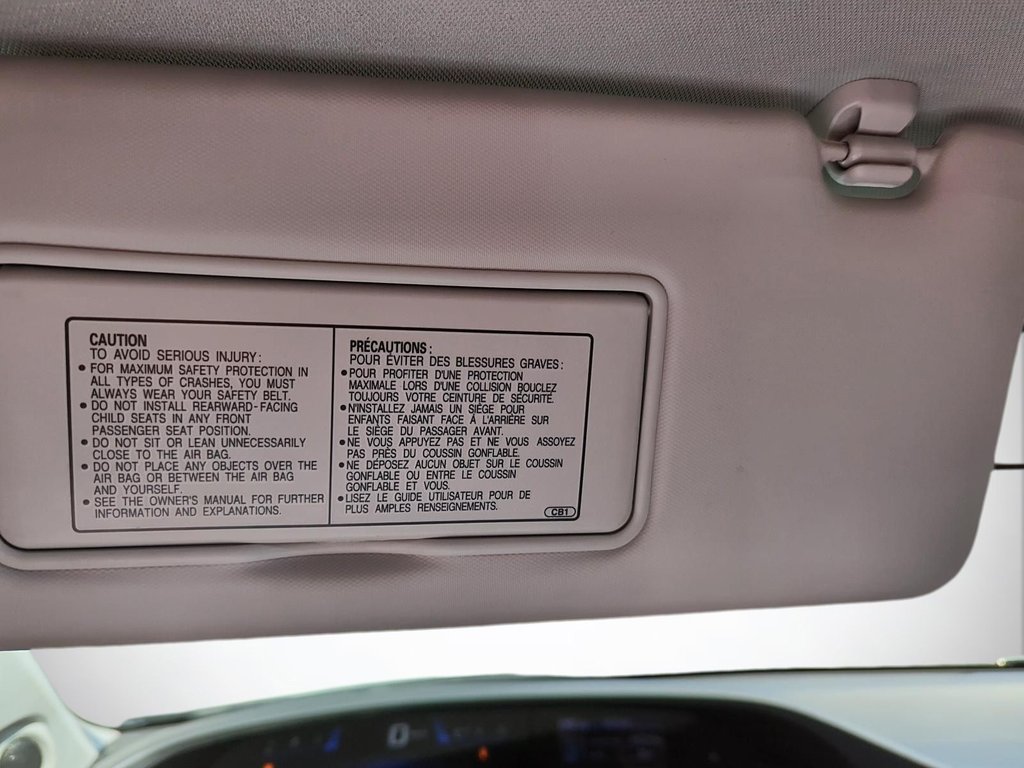 CAUTION
TO AVOID SERIOUS INJURY:
• FOR MAXIMUM SAFETY PROTECTION IN
ALL TYPES OF CRASHES, YOU MUST
ALWAYS WEAR YOUR SAFETY BELT.
• DO NOT INSTALL REARWARD-FACING
CHILD SEATS IN ANY FRONT
PASSENGER SEAT POSITION.
• DO NOT SIT OR LEAN UNNECESSARILY
CLOSE TO THE AIR BAG.
• DO NOT PLACE ANY OBJECTS OVER THE
AIR BAG OR BETWEEN THE AIR BAG
AND YOURSELF.
• SEE THE OWNER'S MANUAL FOR FURTHER
INFORMATION AND EXPLANATIONS.
PRÉCAUTIONS:
POUR ÉVITER DES BLESSURES GRAVES:
• POUR PROFITER D'UNE PROTECTION
MAXIMALE LORS D'UNE COLLISION BOUCLEZ
TOUJOURS VOTRE CEINTURE DE SÉCURITÉ.
• N'INSTALLEZ JAMAIS UN SIÈGE POUR
ENFANTS FAISANT FACE À L'ARRIÈRE SUR
LE SIÈGE DU PASSAGER AVANT.
• NE VOUS APPUYEZ PAS ET NE VOUS ASSOYEZ
PAS PRÈS DU COUSSIN GONFLABLE.
• NE DÉPOSEZ AUCUN OBJET SUR LE COUSSIN
GONFLABLE OU ENTRE LE COUSSIN
GONFLABLE ET VOUS.
• LISEZ LE GUIDE UTILISATEUR POUR DE
PLUS AMPLES RENSEIGNEMENTS.
CB1
0